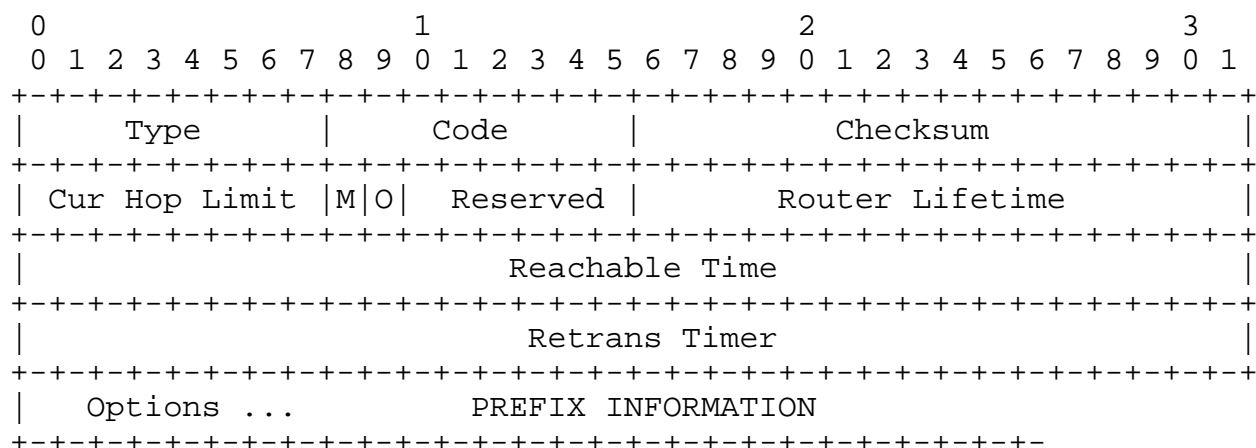 0                   1                   2                   3
0 1 2 3 4 5 6 7 8 9 0 1 2 3 4 5 6 7 8 9 0 1 2 3 4 5 6 7 8 9 0 1
+-+-+-+-+-+-+-+-+-+-+-+-+-+-+-+-+-+-+-+-+-+-+-+-+-+-+-+-+-+-+-+-+
|     Type      |     Code      |          Checksum             |
+-+-+-+-+-+-+-+-+-+-+-+-+-+-+-+-+-+-+-+-+-+-+-+-+-+-+-+-+-+-+-+-+
| Cur Hop Limit |M|O|  Reserved |       Router Lifetime         |
+-+-+-+-+-+-+-+-+-+-+-+-+-+-+-+-+-+-+-+-+-+-+-+-+-+-+-+-+-+-+-+-+
|                         Reachable Time                        |
+-+-+-+-+-+-+-+-+-+-+-+-+-+-+-+-+-+-+-+-+-+-+-+-+-+-+-+-+-+-+-+-+
|                          Retrans Timer                        |
+-+-+-+-+-+-+-+-+-+-+-+-+-+-+-+-+-+-+-+-+-+-+-+-+-+-+-+-+-+-+-+-+
|   Options ...         PREFIX INFORMATION
+-+-+-+-+-+-+-+-+-+-+-+-+-+-+-+-+-+-+-+-+-+-+-+-+-+-+-